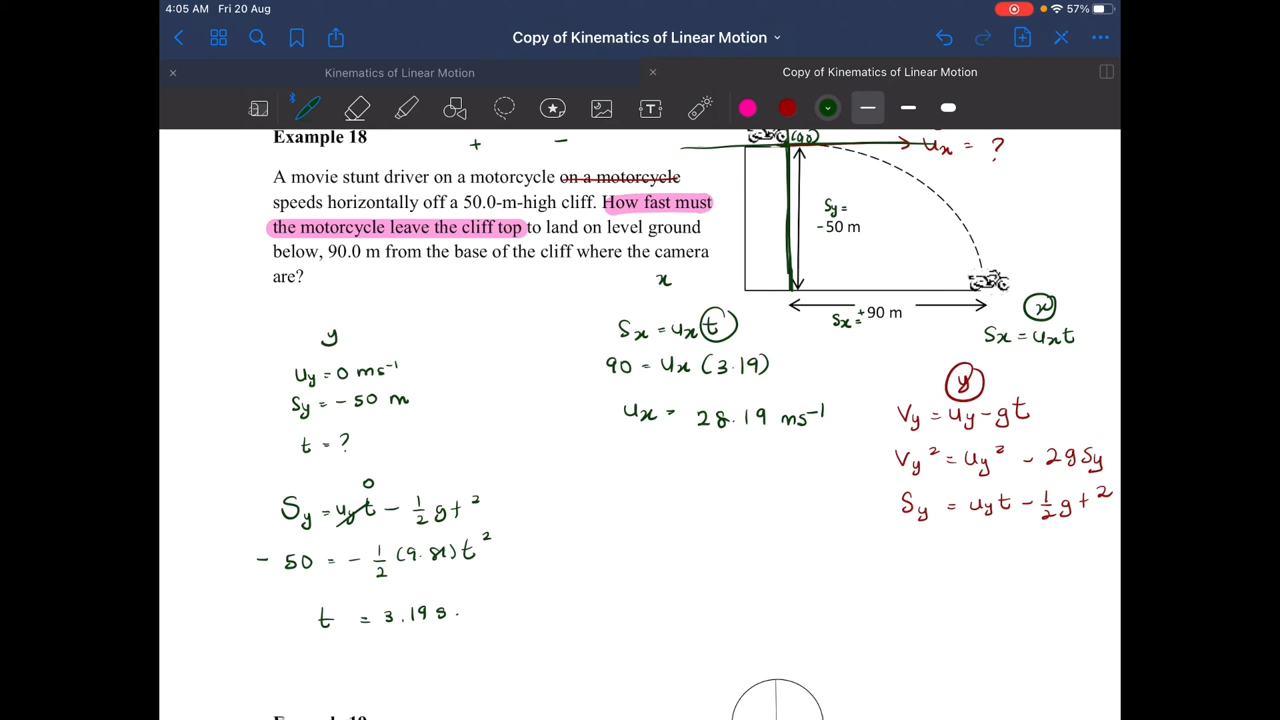 4:05 AM Fri 20 Aug
57%
Copy of Kinematics of Linear Motion
Kinematics of Linear Motion
Copy of Kinematics of Linear Motion
Example 18
+ −
A movie stunt driver on a motorcycle on a motorcycle
speeds horizontally off a 50.0-m-high cliff. How fast must
the motorcycle leave the cliff top to land on level ground
below, 90.0 m from the base of the cliff where the camera
are?
ux = ?
Sy =
−50 m
Sx = +90 m
x
Sx = uxt
y
Vy = uy − gt
Vy² = uy² − 2gSy
Sy = uyt − 1/2 gt²
y
uy = 0 ms⁻¹
Sy = − 50 m
t = ?
0
Sy = uyt − 1/2 gt²
− 50 = − 1/2 (9.81) t²
t = 3.19 s.
x
Sx = ux t
90 = ux (3.19)
ux = 28.19 ms⁻¹